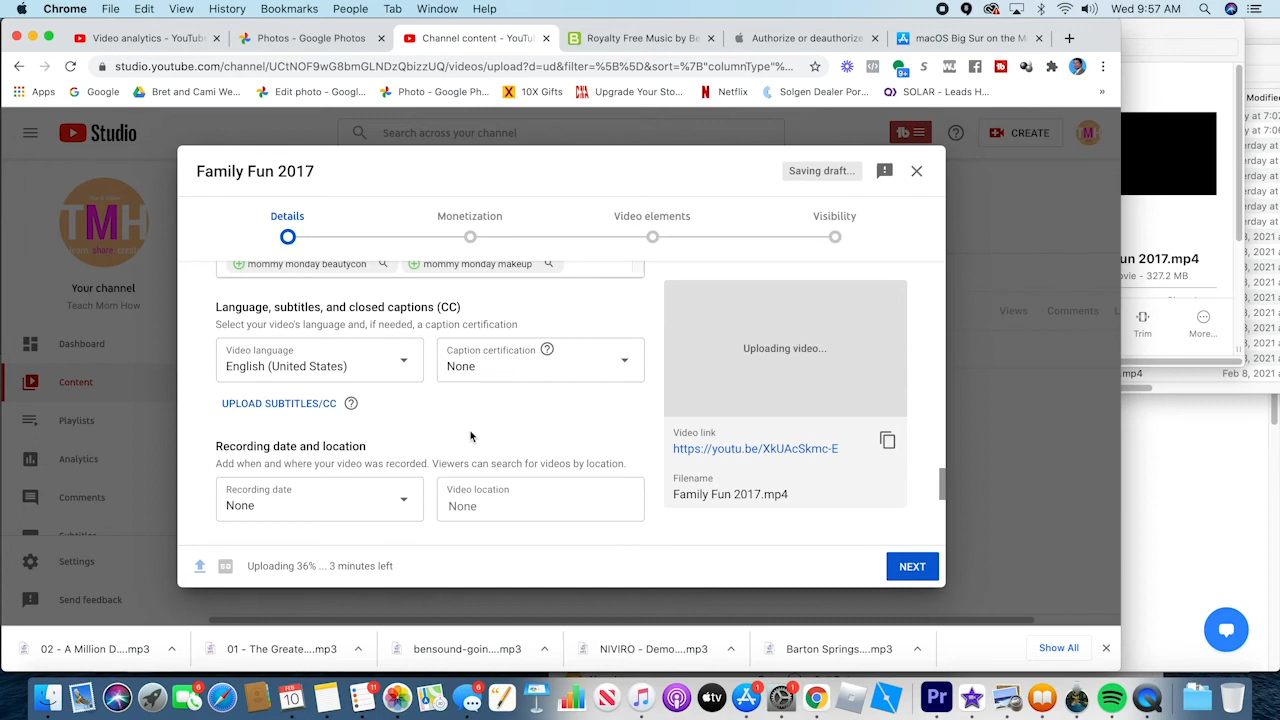 Chrome File Edit View History Bookmarks People Tab Window Help
Wed 9:57 AM
Video analytics - YouTube
Photos - Google Photos
Channel content - YouTu
Royalty Free Music by Be
Authorize or deauthorize
macOS Big Sur on the M
studio.youtube.com/channel/UCtNOF9wG8bmGLNDzQbizzUQ/videos/upload?d=ud&filter=%5B%5D&sort=%7B"columnType"%...
9+
Apps Google Bret and Cami We... Edit photo - Googl... Photo - Google Ph... 10X Gifts Upgrade Your Sto... Netflix Solgen Dealer Por... SOLAR - Leads H... »
Modified
Studio
Search across your channel
CREATE
TMH
TMH
learn. share. create
Your channel
Teach Mom How
Dashboard
Content
Playlists
Analytics
Comments
Subtitles
Settings
Send feedback
Family Fun 2017
Saving draft...
Details Monetization Video elements Visibility
mommy monday beautycon mommy monday makeup
Language, subtitles, and closed captions (CC)
Select your video's language and, if needed, a caption certification
Video language
English (United States)
Caption certification
None
UPLOAD SUBTITLES/CC
Recording date and location
Add when and where your video was recorded. Viewers can search for videos by location.
Recording date
None
Video location
None
Uploading video...
Video link
https://youtu.be/XkUAcSkmc-E
Filename
Family Fun 2017.mp4
Uploading 36% ... 3 minutes left
NEXT
Views Comments
un 2017.mp4
ovie - 327.2 MB
Trim More...
.mp4
Feb 8, 2021 a
02 - A Million D....mp3
01 - The Greate....mp3
bensound-goin....mp3
NIVIRO - Demo....mp3
Barton Springs....mp3
Show All